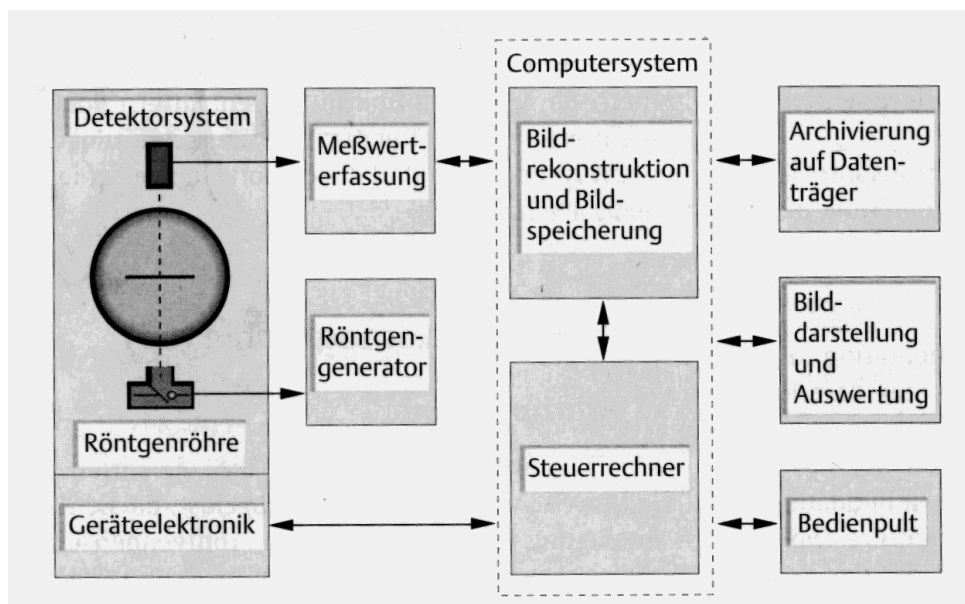 Computersystem
Detektorsystem
Röntgenröhre
Geräteelektronik
Meßwert-
erfassung
Röntgen-
generator
Bild-
rekonstruktion
und Bild-
speicherung
Steuerrechner
Archivierung
auf Daten-
träger
Bild-
darstellung
und
Auswertung
Bedienpult